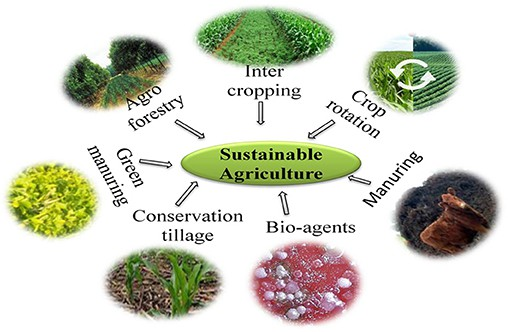 Inter
cropping
Agro
forestry
Crop
rotation
Sustainable
Agriculture
Green
manuring
Manuring
Conservation
tillage
Bio-agents